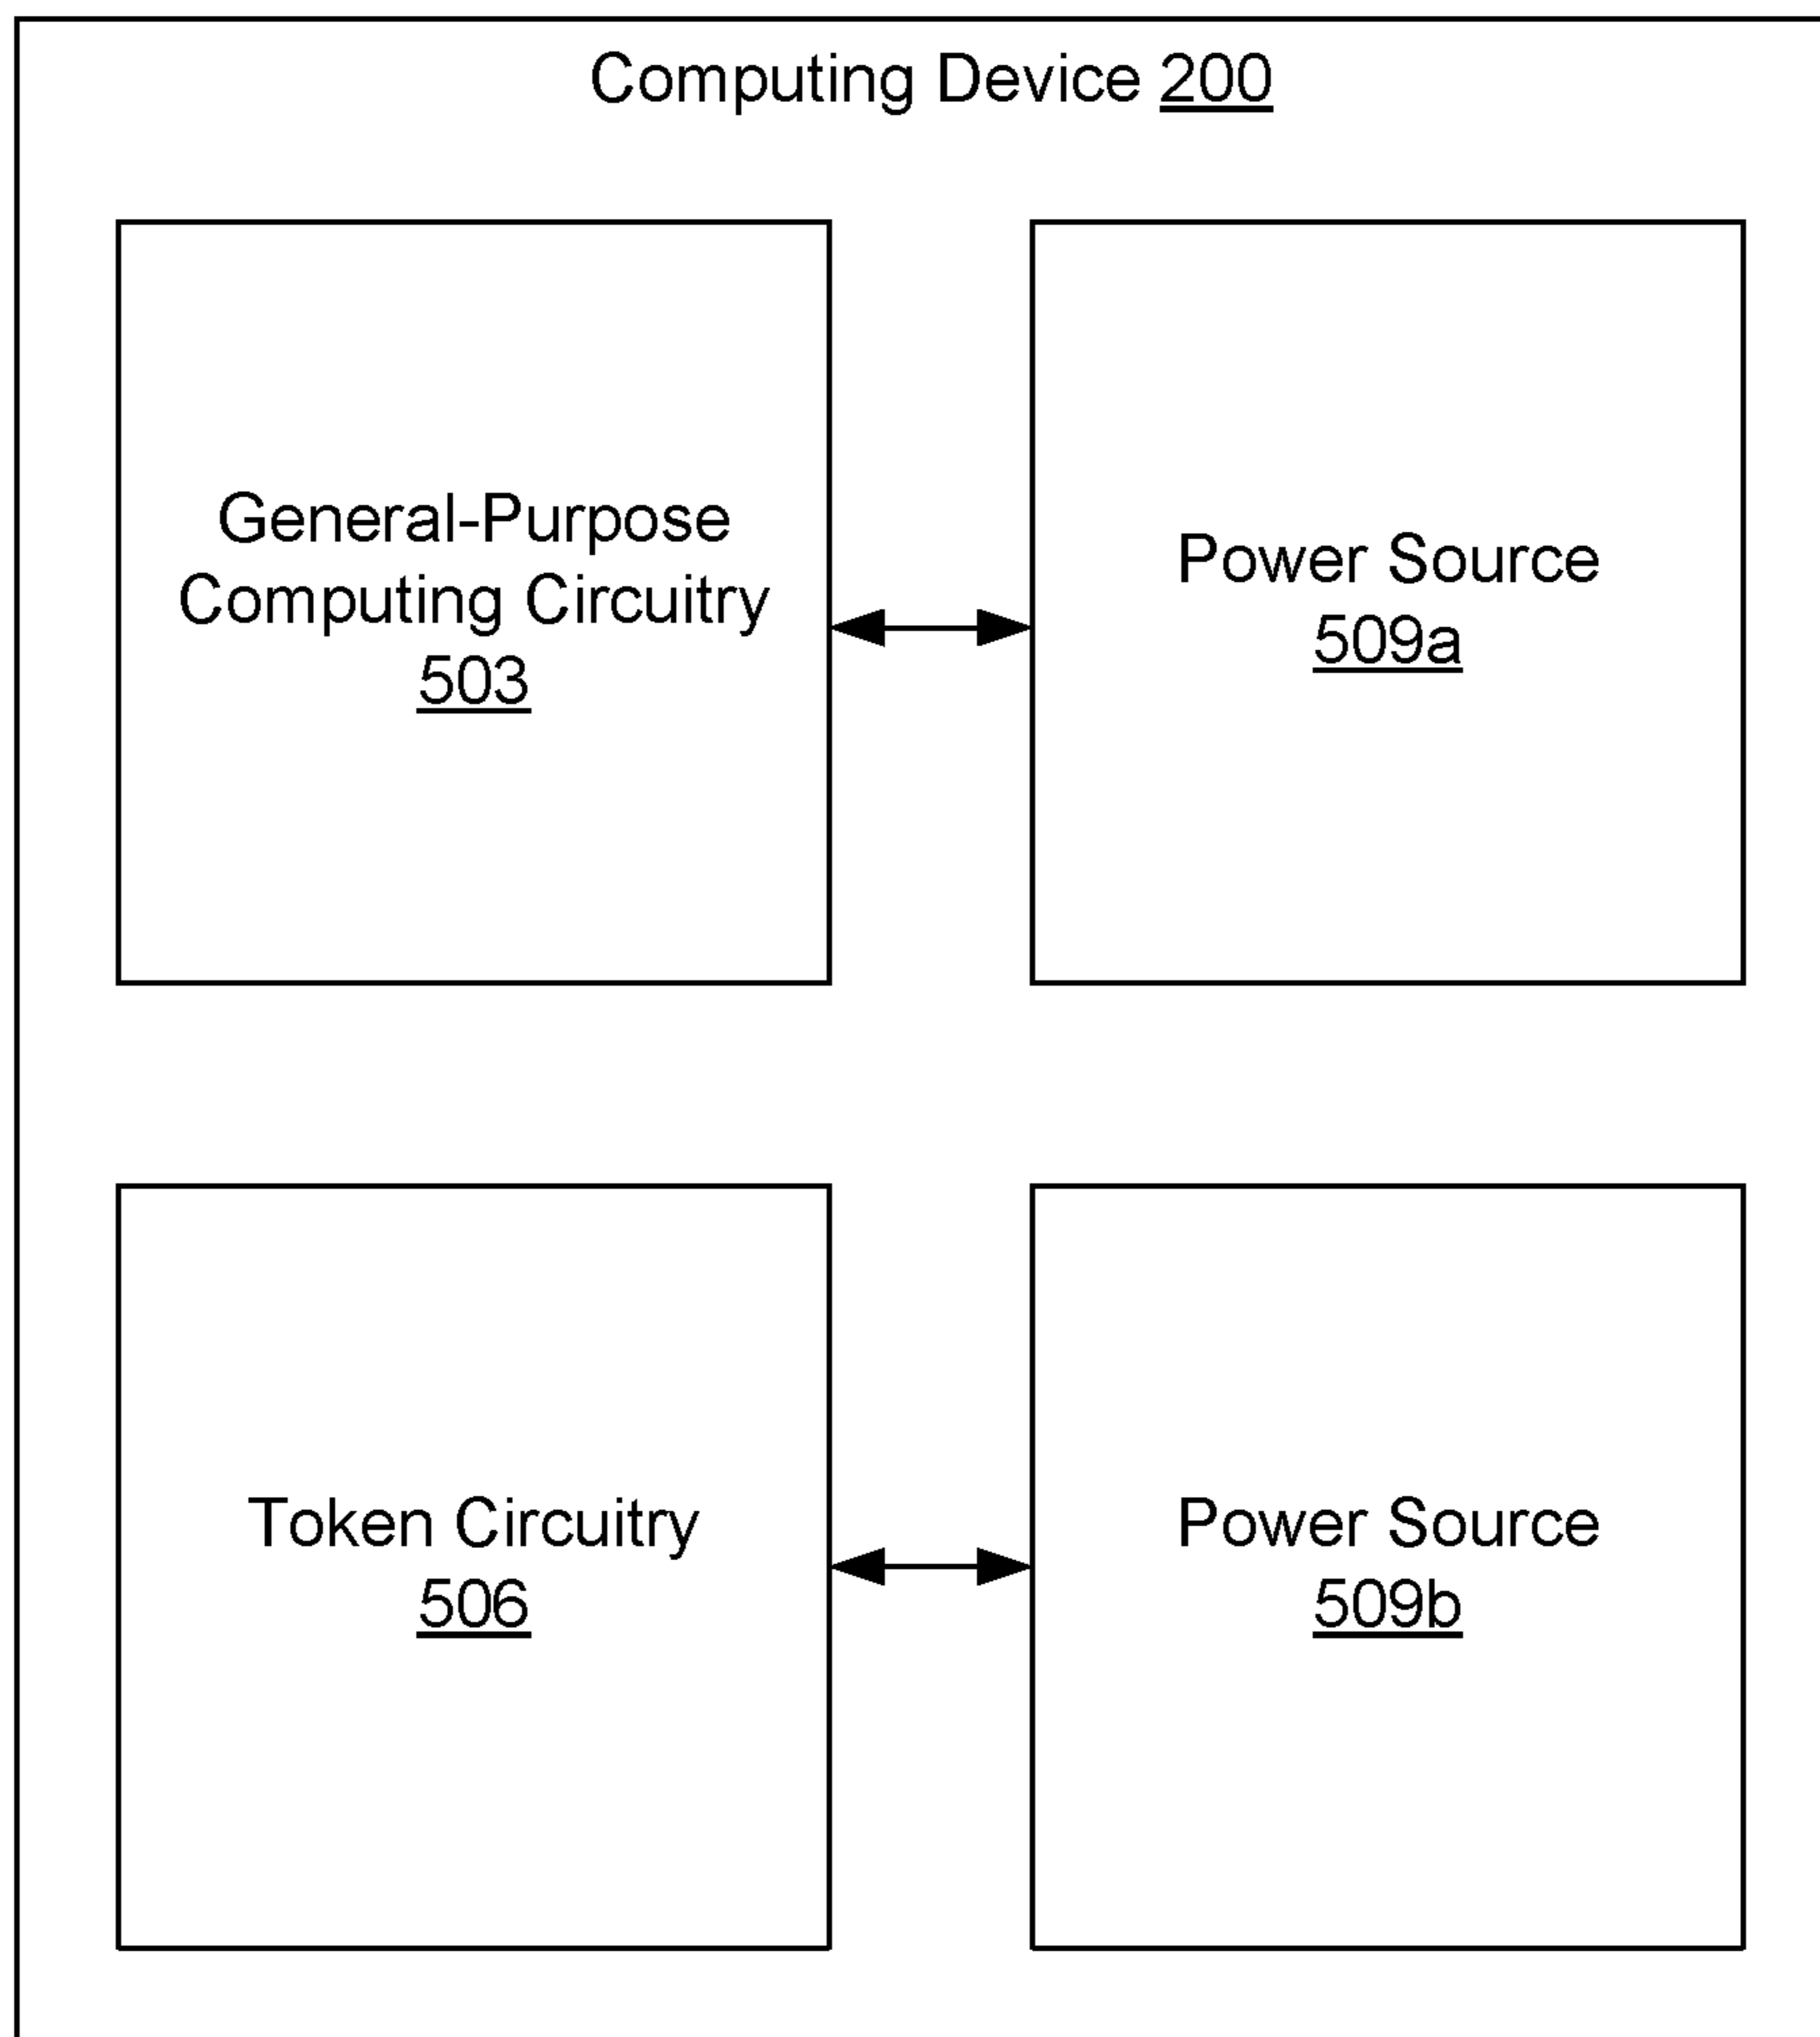 Computing Device 200
General-Purpose
Computing Circuitry
503
Power Source
509a
Token Circuitry
506
Power Source
509b